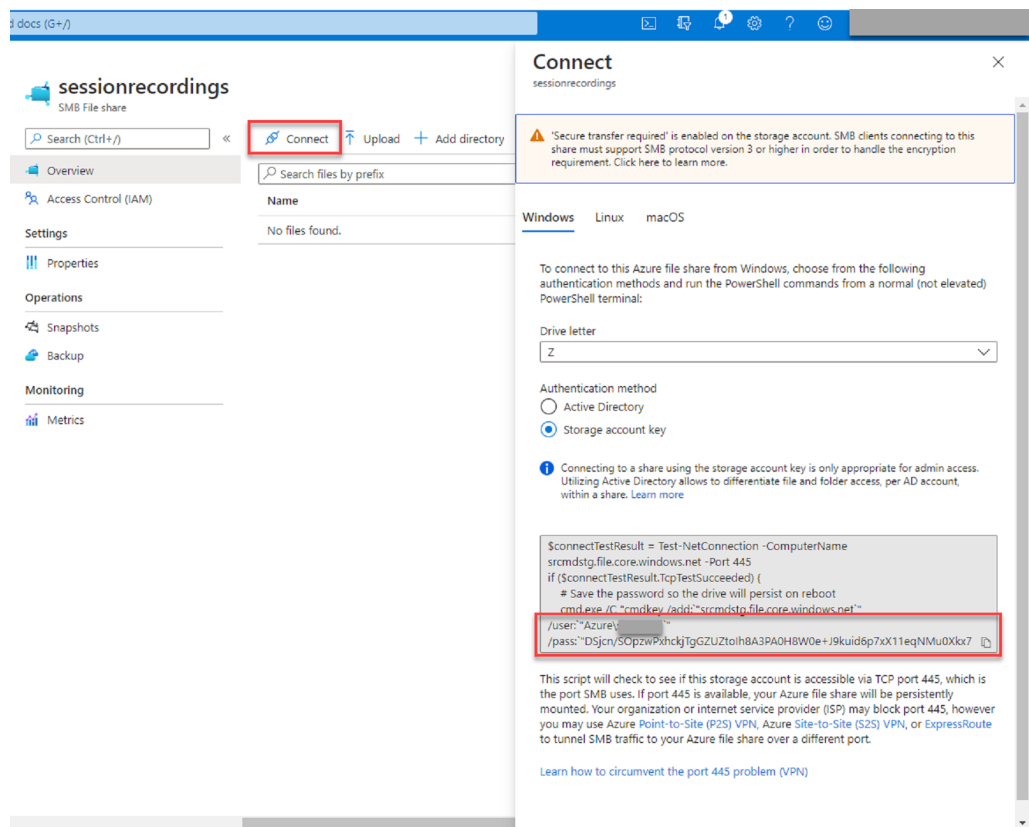 d docs (G+/)
1
sessionrecordings
SMB File share
Search (Ctrl+/)
«
Overview
Access Control (IAM)
Settings
Properties
Operations
Snapshots
Backup
Monitoring
Metrics
Connect
Upload
Add directory
Search files by prefix
Name
No files found.
Connect
sessionrecordings
'Secure transfer required' is enabled on the storage account. SMB clients connecting to this
share must support SMB protocol version 3 or higher in order to handle the encryption
requirement. Click here to learn more.
Windows Linux macOS
To connect to this Azure file share from Windows, choose from the following
authentication methods and run the PowerShell commands from a normal (not elevated)
PowerShell terminal:
Drive letter
Z
Authentication method
Active Directory
Storage account key
Connecting to a share using the storage account key is only appropriate for admin access.
Utilizing Active Directory allows to differentiate file and folder access, per AD account,
within a share. Learn more
$connectTestResult = Test-NetConnection -ComputerName
srcmdstg.file.core.windows.net -Port 445
if ($connectTestResult.TcpTestSucceeded) {
# Save the password so the drive will persist on reboot
cmd.exe /C "cmdkey /add:`"srcmdstg.file.core.windows.net`"
/user:`"Azure\ `"
/pass:`"DSjcn/SOpzwPxhckjTgGZUZtoIh8A3PA0H8W0e+J9kuid6p7xX11eqNMu0Xkx7
This script will check to see if this storage account is accessible via TCP port 445, which is
the port SMB uses. If port 445 is available, your Azure file share will be persistently
mounted. Your organization or internet service provider (ISP) may block port 445, however
you may use Azure Point-to-Site (P2S) VPN, Azure Site-to-Site (S2S) VPN, or ExpressRoute
to tunnel SMB traffic to your Azure file share over a different port.
Learn how to circumvent the port 445 problem (VPN)